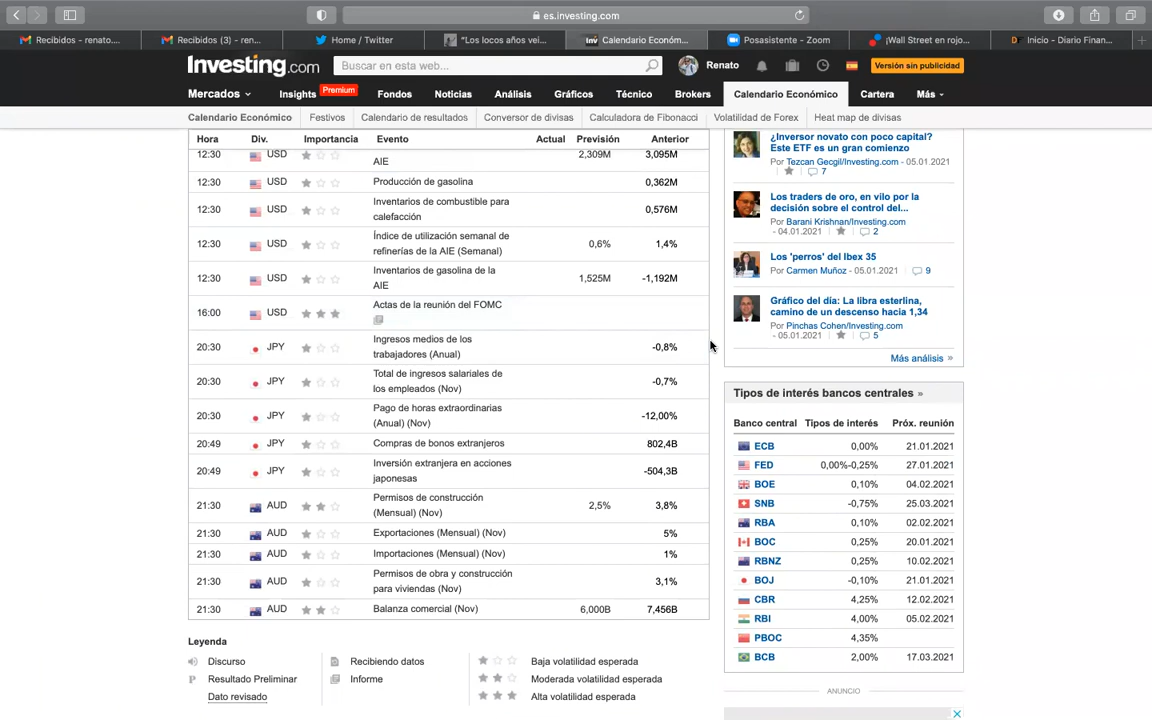 es.investing.com
Recibidos — renato....
Recibidos (3) – ren...
Home / Twitter
"Los locos años vei...
Calendario Económ...
Posasistente - Zoom
¡Wall Street en rojo...
Inicio - Diario Finan...
Investing.com
Buscar en esta web...
Renato
Versión sin publicidad
Mercados
Insights
Premium
Fondos
Noticias
Análisis
Gráficos
Técnico
Brokers
Calendario Económico
Cartera
Más
Calendario Económico
Festivos
Calendario de resultados
Conversor de divisas
Calculadora de Fibonacci
Volatilidad de Forex
Heat map de divisas
Hora Div. Importancia Evento Actual Previsión Anterior
12:30 USD AIE 2,309M 3,095M
12:30 USD Producción de gasolina 0,362M
12:30 USD Inventarios de combustible para
calefacción 0,576M
12:30 USD Índice de utilización semanal de
refinerías de la AIE (Semanal) 0,6% 1,4%
12:30 USD Inventarios de gasolina de la
AIE 1,525M -1,192M
16:00 USD Actas de la reunión del FOMC
20:30 JPY Ingresos medios de los
trabajadores (Anual) -0,8%
20:30 JPY Total de ingresos salariales de
los empleados (Nov) -0,7%
20:30 JPY Pago de horas extraordinarias
(Anual) (Nov) -12,00%
20:49 JPY Compras de bonos extranjeros 802,4B
20:49 JPY Inversión extranjera en acciones
japonesas -504,3B
21:30 AUD Permisos de construcción
(Mensual) (Nov) 2,5% 3,8%
21:30 AUD Exportaciones (Mensual) (Nov) 5%
21:30 AUD Importaciones (Mensual) (Nov) 1%
21:30 AUD Permisos de obra y construcción
para viviendas (Nov) 3,1%
21:30 AUD Balanza comercial (Nov) 6,000B 7,456B
Leyenda
Discurso
P Resultado Preliminar
Dato revisado
Recibiendo datos
Informe
Baja volatilidad esperada
Moderada volatilidad esperada
Alta volatilidad esperada
¿Inversor novato con poco capital?
Este ETF es un gran comienzo
Por Tezcan Gecgil/Investing.com - 05.01.2021
7
Los traders de oro, en vilo por la
decisión sobre el control del...
Por Barani Krishnan/Investing.com
- 04.01.2021 2
Los 'perros' del Ibex 35
Por Carmen Muñoz - 05.01.2021 9
Gráfico del día: La libra esterlina,
camino de un descenso hacia 1,34
Por Pinchas Cohen/Investing.com
- 05.01.2021 5
Más análisis »
Tipos de interés bancos centrales »
Banco central Tipos de interés Próx. reunión
ECB 0,00% 21.01.2021
FED 0,00%-0,25% 27.01.2021
BOE 0,10% 04.02.2021
SNB -0,75% 25.03.2021
RBA 0,10% 02.02.2021
BOC 0,25% 20.01.2021
RBNZ 0,25% 10.02.2021
BOJ -0,10% 21.01.2021
CBR 4,25% 12.02.2021
RBI 4,00% 05.02.2021
PBOC 4,35%
BCB 2,00% 17.03.2021
ANUNCIO